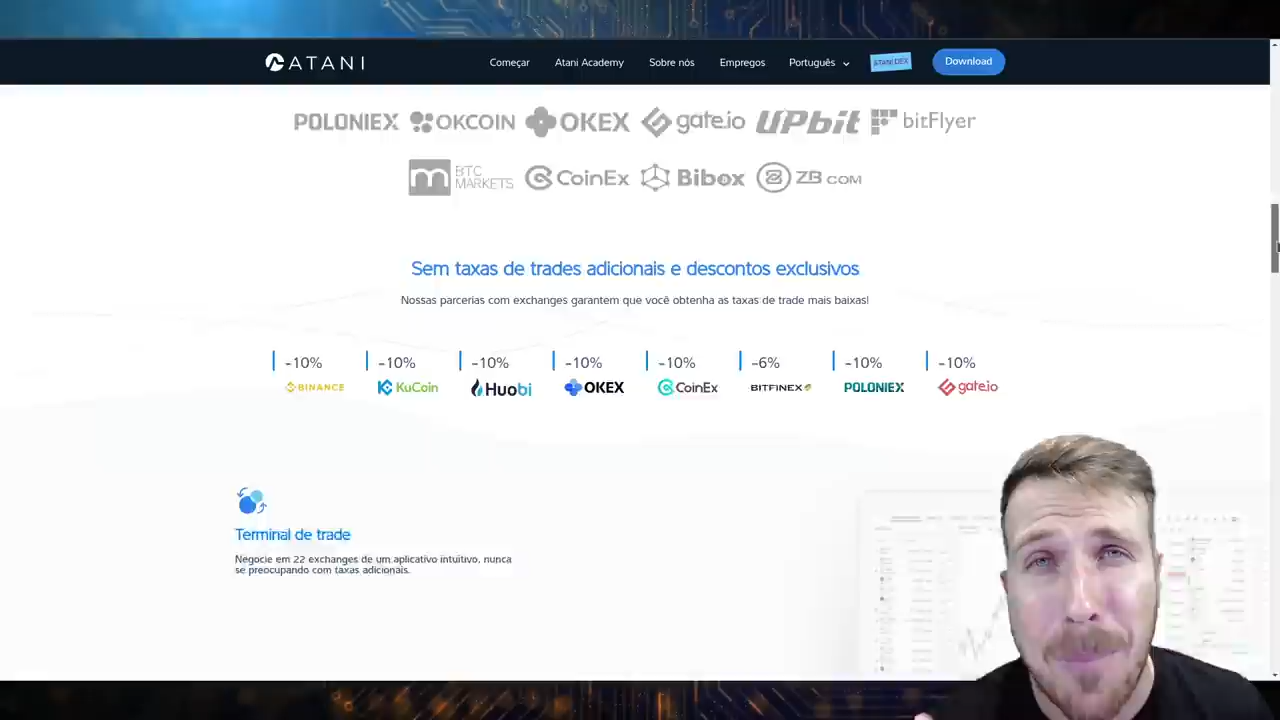 ATANI
Começar
Atani Academy
Sobre nós
Empregos
Português
ATANI DEX
Download
POLONIEX
OKCOIN
OKEX
gate.io
UPbit
bitFlyer
m BTC MARKETS
CoinEx
Bibox
ZB.COM
Sem taxas de trades adicionais e descontos exclusivos
Nossas parcerias com exchanges garantem que você obtenha as taxas de trade mais baixas!
-10%
-10%
-10%
-10%
-10%
-6%
-10%
-10%
BINANCE
KuCoin
Huobi
OKEX
CoinEx
BITFINEX
POLONIEX
gate.io
Terminal de trade
Negocie em 22 exchanges de um aplicativo intuitivo, nunca
se preocupando com taxas adicionais.